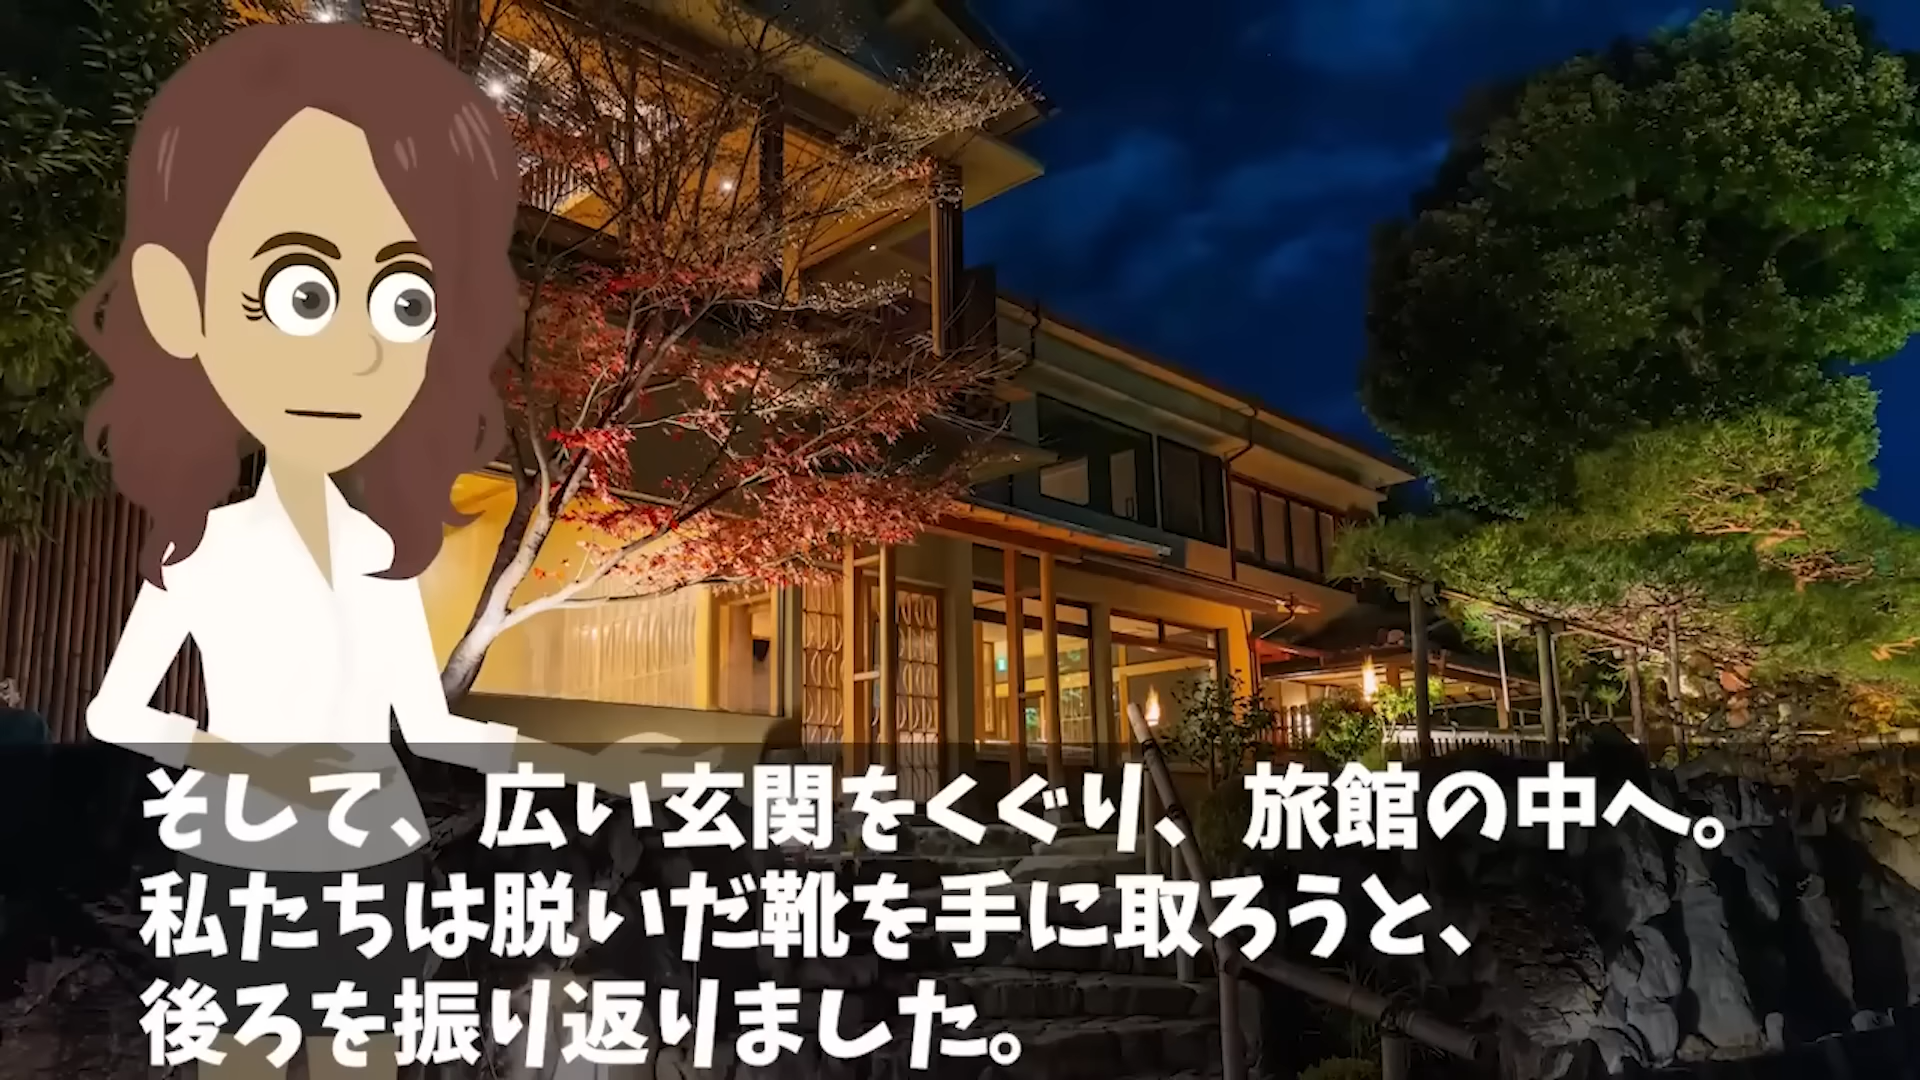 そして、広い玄関をくぐり、旅館の中へ。
私たちは脱いだ靴を手に取ろうと、
後ろを振り返りました。